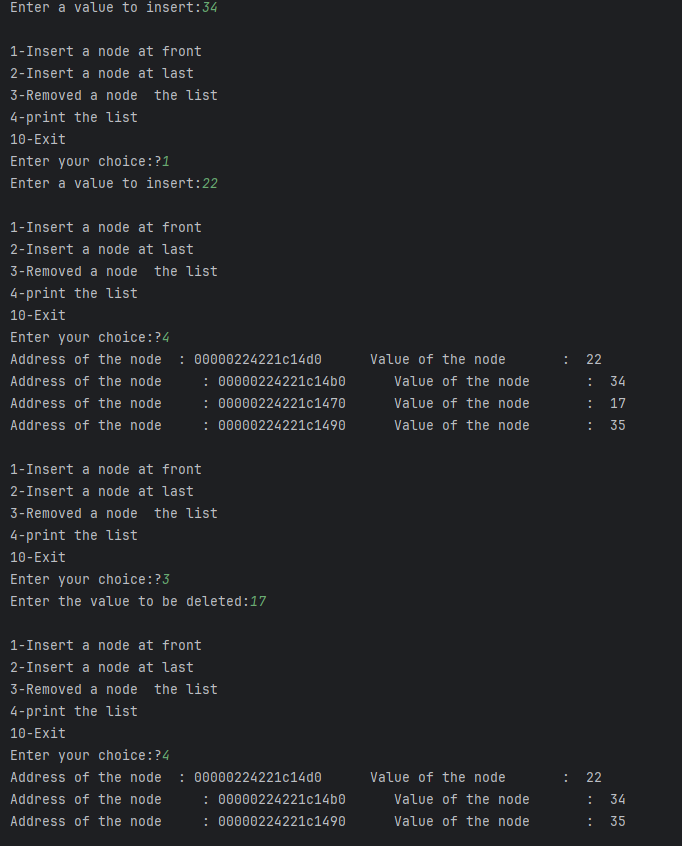 Enter a value to insert:34
1-Insert a node at front
2-Insert a node at last
3-Removed a node  the list
4-print the list
10-Exit
Enter your choice:?1
Enter a value to insert:22
1-Insert a node at front
2-Insert a node at last
3-Removed a node  the list
4-print the list
10-Exit
Enter your choice:?4
Address of the node  : 00000224221c14d0      Value of the node       :  22
Address of the node     : 00000224221c14b0      Value of the node       :  34
Address of the node     : 00000224221c1470      Value of the node       :  17
Address of the node     : 00000224221c1490      Value of the node       :  35
1-Insert a node at front
2-Insert a node at last
3-Removed a node  the list
4-print the list
10-Exit
Enter your choice:?3
Enter the value to be deleted:17
1-Insert a node at front
2-Insert a node at last
3-Removed a node  the list
4-print the list
10-Exit
Enter your choice:?4
Address of the node  : 00000224221c14d0      Value of the node       :  22
Address of the node     : 00000224221c14b0      Value of the node       :  34
Address of the node     : 00000224221c1490      Value of the node       :  35